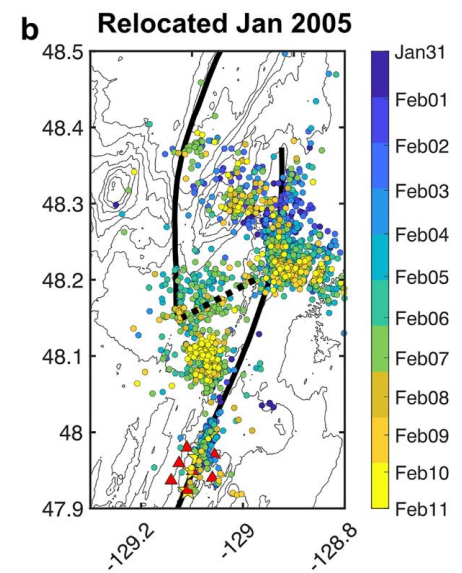 b
Relocated Jan 2005
48.5
48.4
48.3
48.2
48.1
48
47.9
-129.2
-129
-128.8
Jan31
Feb01
Feb02
Feb03
Feb04
Feb05
Feb06
Feb07
Feb08
Feb09
Feb10
Feb11